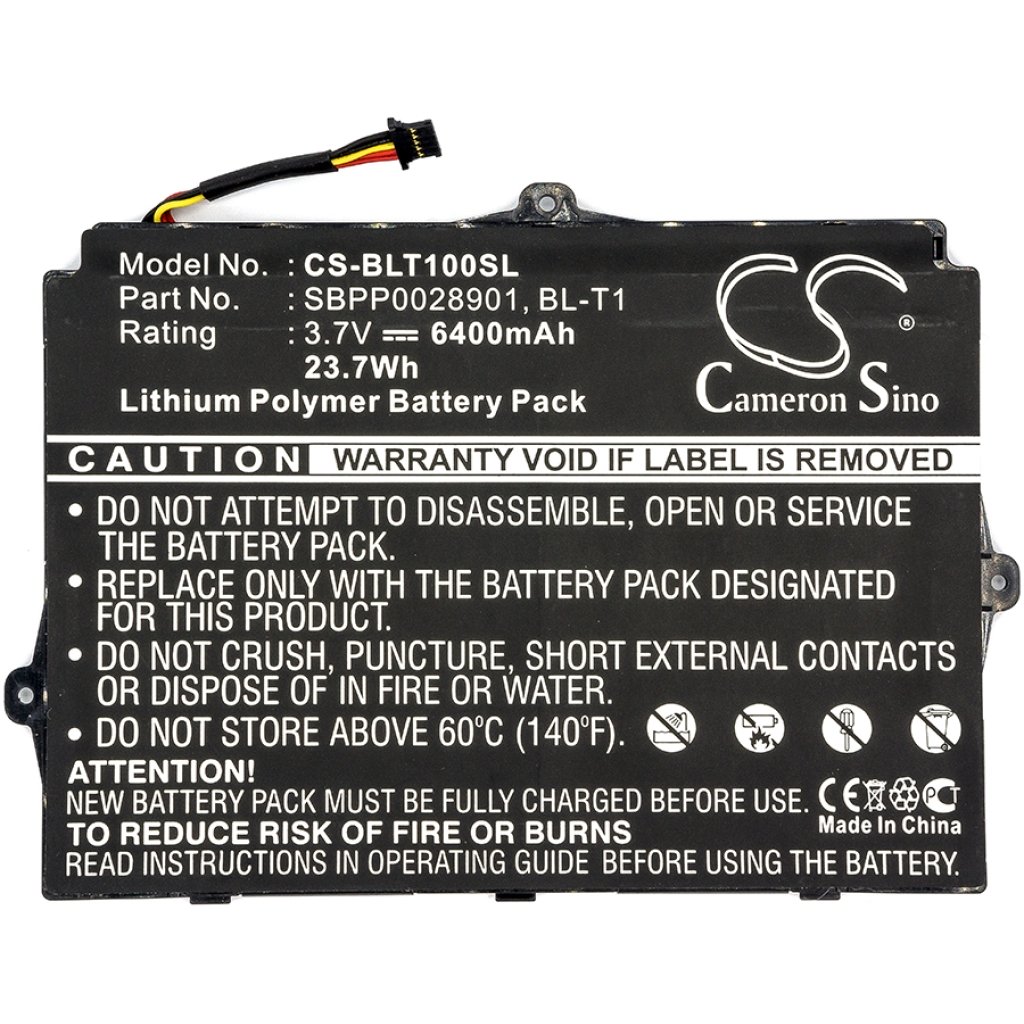 Model No. : CS-BLT100SL
Part No. : SBPP0028901, BL-T1
Rating : 3.7V 6400mAh
23.7Wh
Lithium Polymer Battery Pack
CS ®
Cameron Sino
CAUTION WARRANTY VOID IF LABEL IS REMOVED
• DO NOT ATTEMPT TO DISASSEMBLE, OPEN OR SERVICE
THE BATTERY PACK.
• REPLACE ONLY WITH THE BATTERY PACK DESIGNATED
FOR THIS PRODUCT.
• DO NOT CRUSH, PUNCTURE, SHORT EXTERNAL CONTACTS
OR DISPOSE OF IN FIRE OR WATER.
• DO NOT STORE ABOVE 60ºC (140ºF).
ATTENTION!
NEW BATTERY PACK MUST BE FULLY CHARGED BEFORE USE.
TO REDUCE RISK OF FIRE OR BURNS
READ INSTRUCTIONS IN OPERATING GUIDE BEFORE USING THE BATTERY.
CE PCT
Made In China